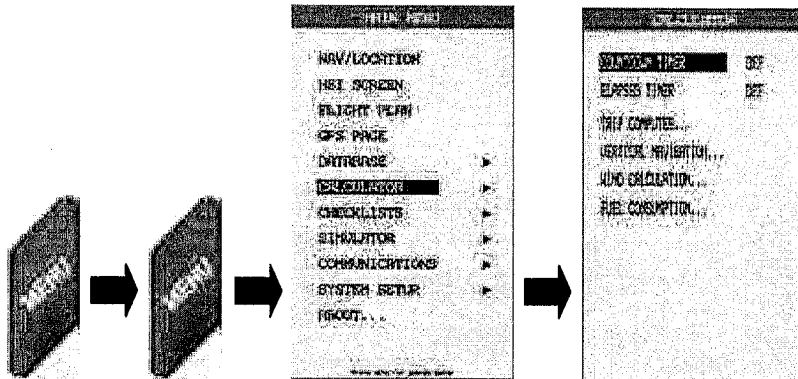 MENU
MENU
MAIN MENU
NAV/LOCATION
HSI SCREEN
FLIGHT PLAN
GPS PAGE
DATABASE
CALCULATOR
CHECKLISTS
SIMULATOR
COMMUNICATIONS
SYSTEM SETUP
ABOUT...
CALCULATOR
COUNTDOWN TIMER OFF
ELAPSED TIMER OFF
TRIP COMPUTER...
VERTICAL NAVIGATION...
WIND CALCULATION...
FUEL CONSUMPTION...